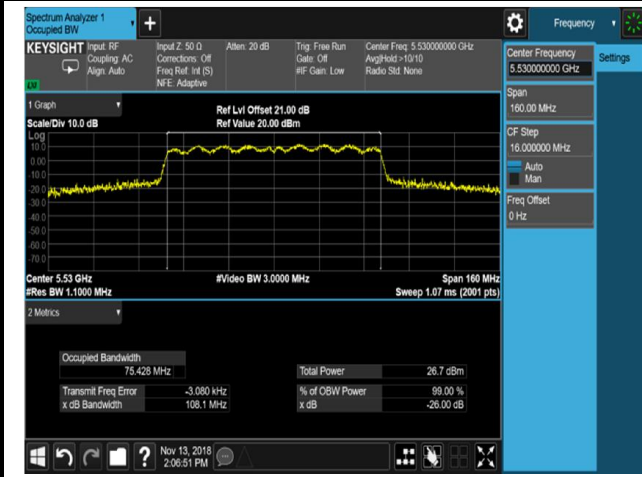 Spectrum Analyzer 1
Occupied BW
Frequency
KEYSIGHT
Input: RF
Coupling: AC
Align: Auto
Input Z: 50 Ω
Corrections: Off
Freq Ref: Int (S)
NFE: Adaptive
Atten: 20 dB
Trig: Free Run
Gate: Off
#IF Gain: Low
Center Freq: 5.530000000 GHz
Avg|Hold:>10/10
Radio Std: None
Center Frequency
5.530000000 GHz
Settings
Span
160.00 MHz
CF Step
16.000000 MHz
Auto
Man
Freq Offset
0 Hz
1 Graph
Scale/Div 10.0 dB
Ref Lvl Offset 21.00 dB
Ref Value 20.00 dBm
Log
10.0
0.00
-10.0
-20.0
-30.0
-40.0
-50.0
-60.0
-70.0
Center 5.53 GHz
#Video BW 3.0000 MHz
Span 160 MHz
#Res BW 1.1000 MHz
Sweep 1.07 ms (2001 pts)
2 Metrics
Occupied Bandwidth
75.428 MHz
Total Power
26.7 dBm
Transmit Freq Error
-3.080 kHz
% of OBW Power
99.00 %
x dB Bandwidth
108.1 MHz
x dB
-26.00 dB
Nov 13, 2018
2:06:51 PM